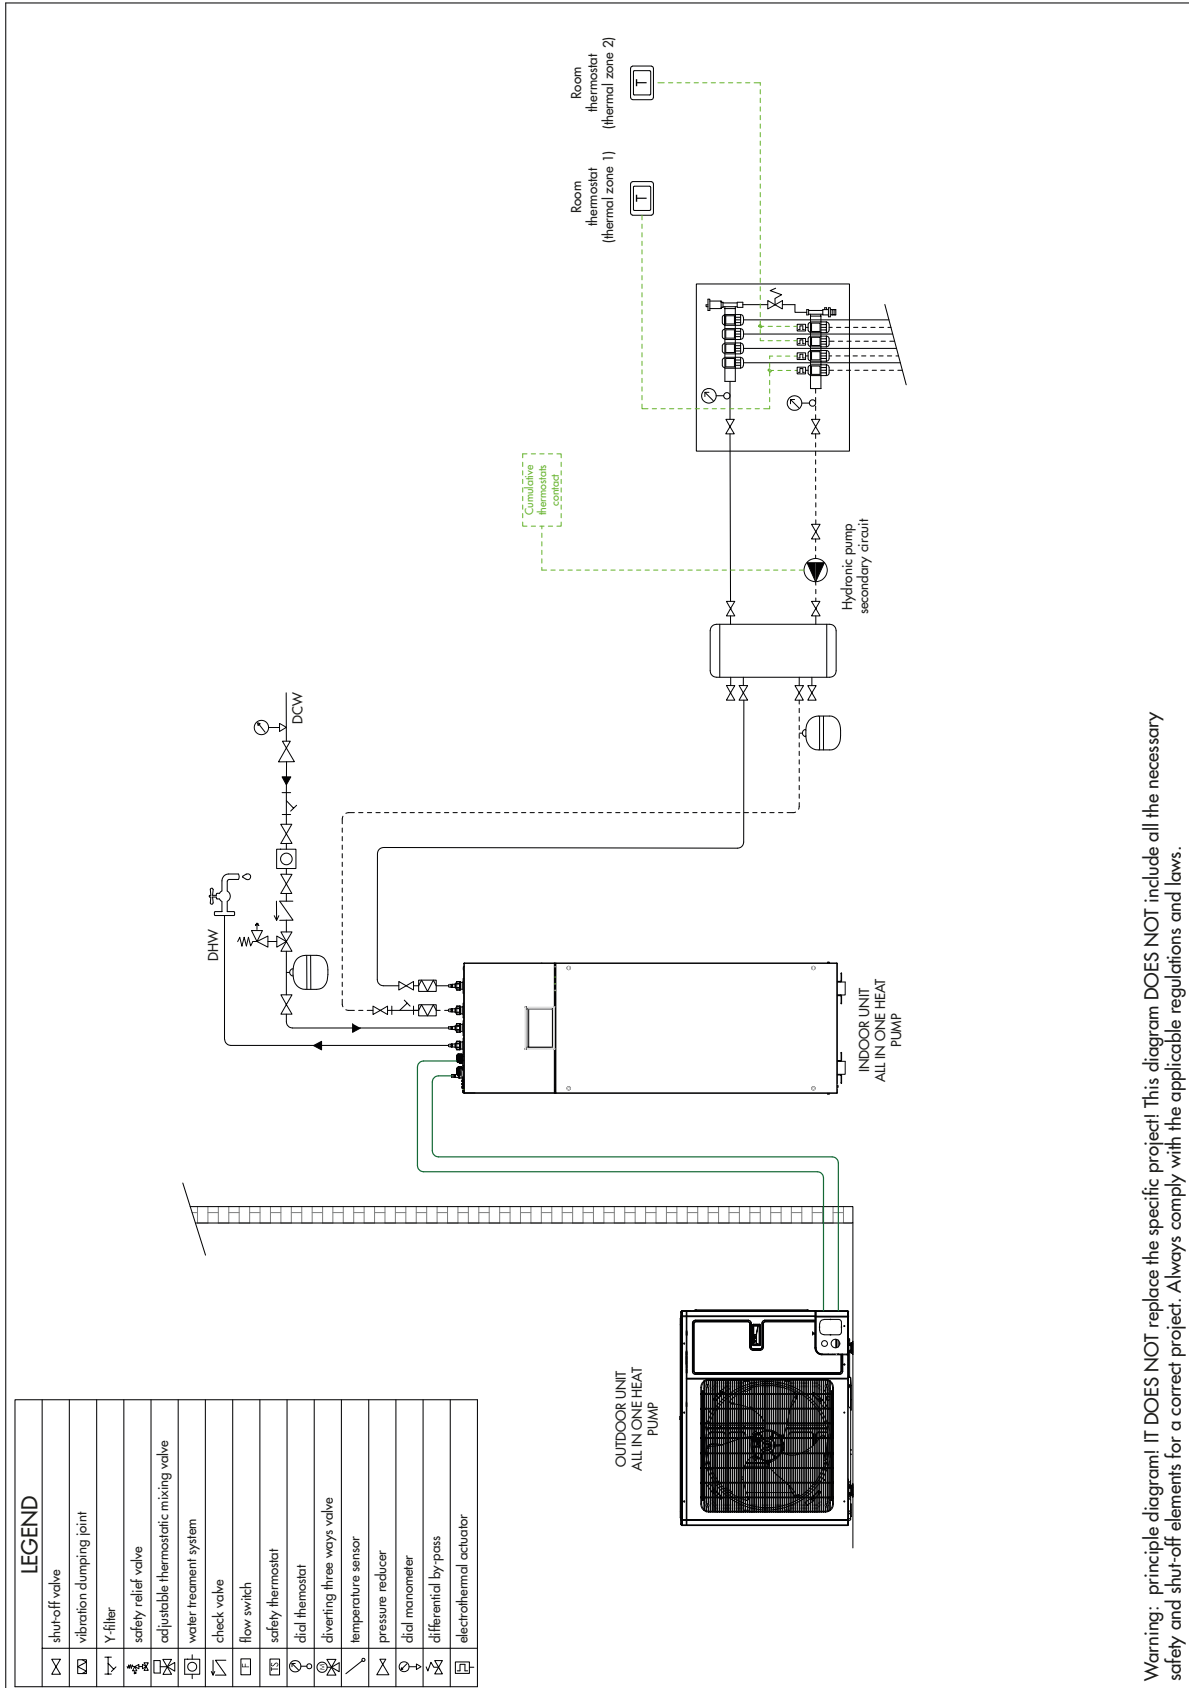 LEGEND
shut-off valve
vibration dumping joint
Y-filter
safety relief valve
adjustable thermostatic mixing valve
water treament system
check valve
F
flow switch
TS
safety thermostat
dial themostat
M
diverting three ways valve
temperature sensor
pressure reducer
dial manometer
differential by-pass
electrothermal actuator
OUTDOOR UNIT
ALL IN ONE HEAT
PUMP
INDOOR UNIT
ALL IN ONE HEAT
PUMP
DHW
DCW
Hydronic pump
secondary circuit
Cumulative
thermostats
contact
Room
thermostat
(thermal zone 1)
T
Room
thermostat
(thermal zone 2)
T
Warning: principle diagram! IT DOES NOT replace the specific project! This diagram DOES NOT include all the necessary
safety and shut-off elements for a correct project. Always comply with the applicable regulations and laws.